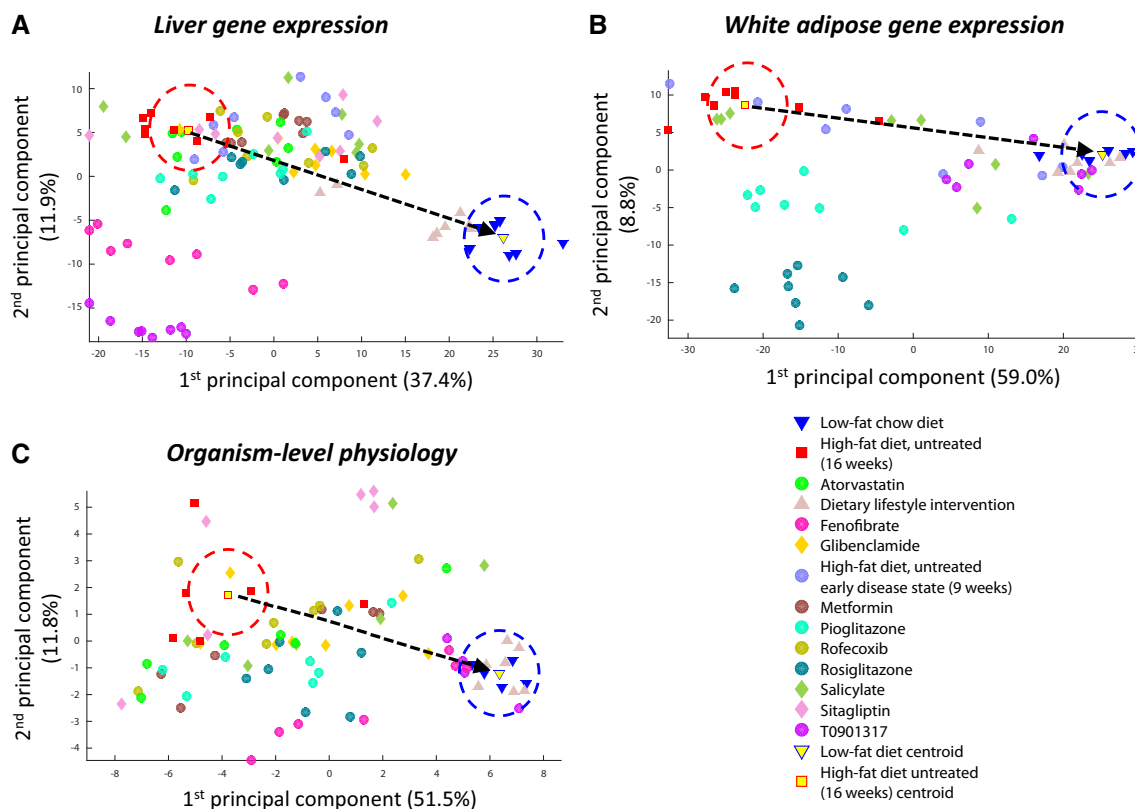 A
Liver gene expression
2nd principal component
(11.9%)
10
5
0
-5
-10
-15
-20
-15
-10
-5
0
5
10
15
20
25
30
1st principal component (37.4%)
B
White adipose gene expression
2nd principal component
(8.8%)
10
5
0
-5
-10
-15
-20
-30
-20
-10
0
10
20
30
1st principal component (59.0%)
C
Organism-level physiology
2nd principal component
(11.8%)
5
4
3
2
1
0
-1
-2
-3
-4
-8
-6
-4
-2
0
2
4
6
8
1st principal component (51.5%)
Low-fat chow diet
High-fat diet, untreated
(16 weeks)
Atorvastatin
Dietary lifestyle intervention
Fenofibrate
Glibenclamide
High-fat diet, untreated
early disease state (9 weeks)
Metformin
Pioglitazone
Rofecoxib
Rosiglitazone
Salicylate
Sitagliptin
T0901317
Low-fat diet centroid
High-fat diet untreated
(16 weeks) centroid